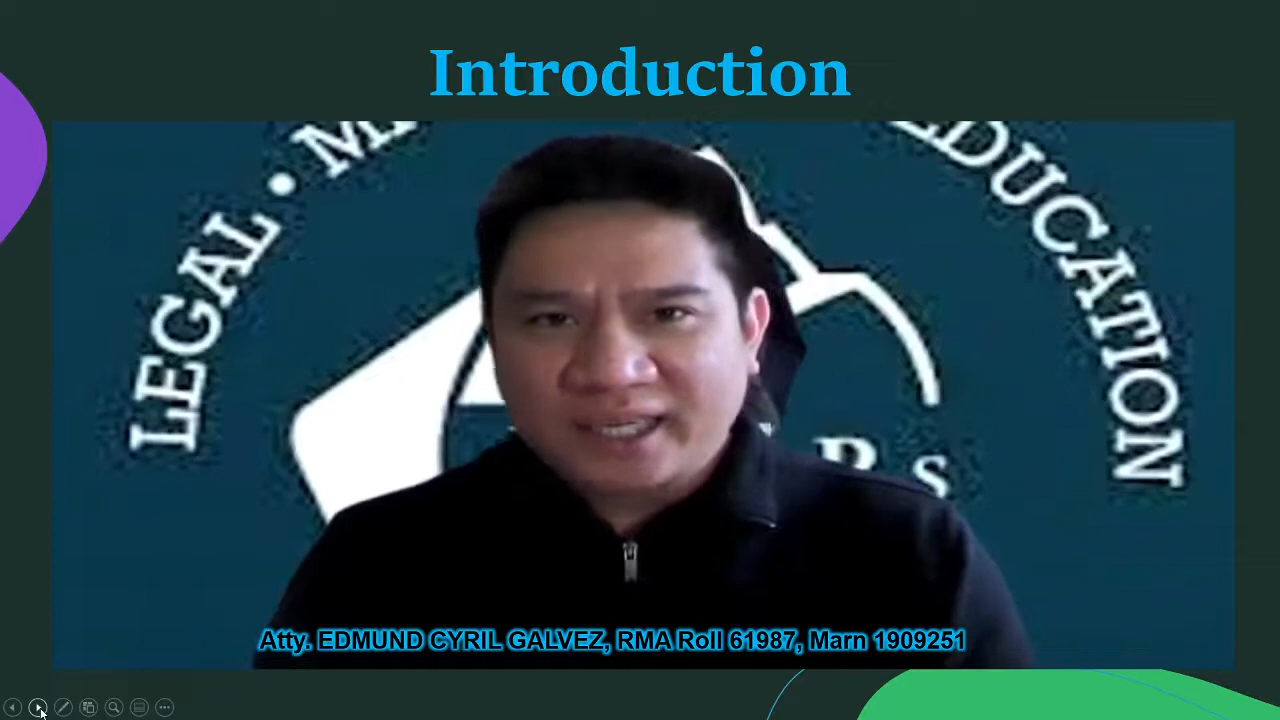 Introduction
LEGAL • M
EDUCATION
R S
Atty. EDMUND CYRIL GALVEZ, RMA Roll 61987, Marn 1909251